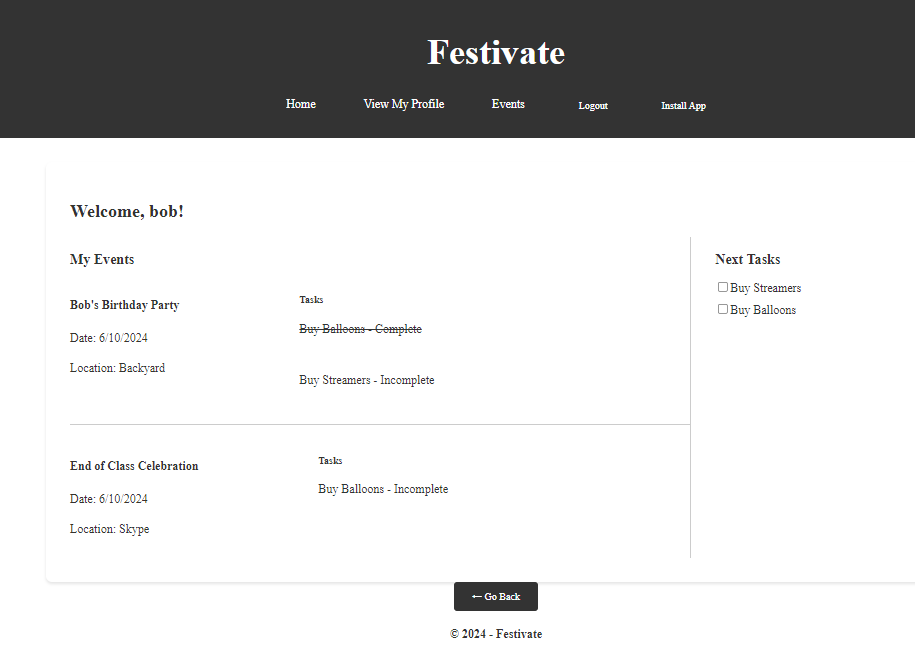 Festivate
Home View My Profile Events Logout Install App
Welcome, bob!
My Events
Bob's Birthday Party
Date: 6/10/2024
Location: Backyard
Tasks
Buy Balloons - Complete
Buy Streamers - Incomplete
End of Class Celebration
Date: 6/10/2024
Location: Skype
Tasks
Buy Balloons - Incomplete
Next Tasks
Buy Streamers
Buy Balloons
← Go Back
© 2024 - Festivate